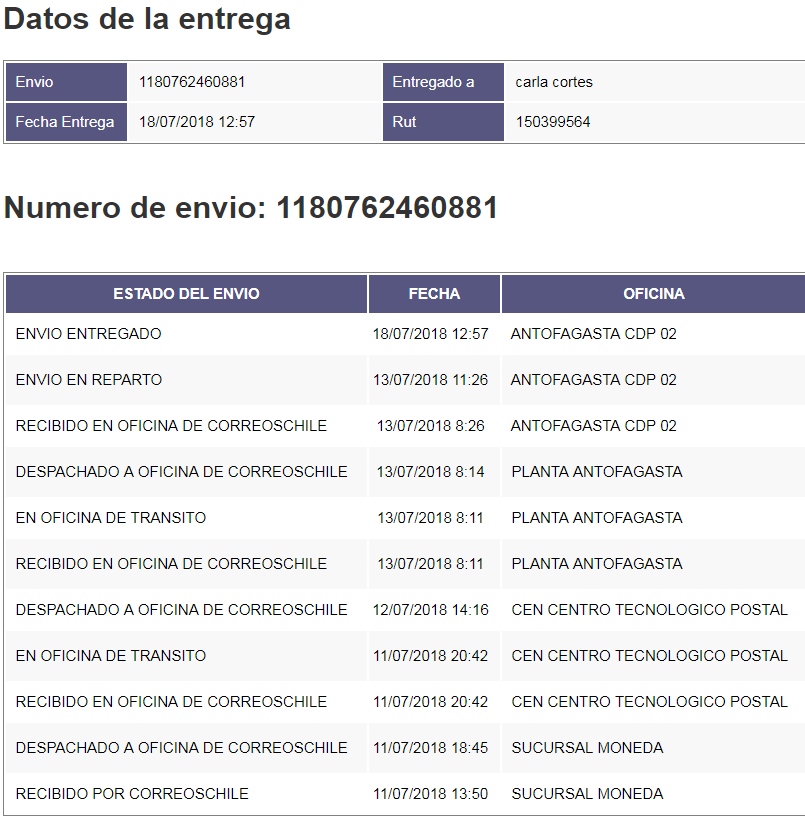 Datos de la entrega
Envio 1180762460881 Entregado a carla cortes
Fecha Entrega 18/07/2018 12:57 Rut 150399564
Numero de envio: 1180762460881
ESTADO DEL ENVIO FECHA OFICINA
ENVIO ENTREGADO 18/07/2018 12:57 ANTOFAGASTA CDP 02
ENVIO EN REPARTO 13/07/2018 11:26 ANTOFAGASTA CDP 02
RECIBIDO EN OFICINA DE CORREOSCHILE 13/07/2018 8:26 ANTOFAGASTA CDP 02
DESPACHADO A OFICINA DE CORREOSCHILE 13/07/2018 8:14 PLANTA ANTOFAGASTA
EN OFICINA DE TRANSITO 13/07/2018 8:11 PLANTA ANTOFAGASTA
RECIBIDO EN OFICINA DE CORREOSCHILE 13/07/2018 8:11 PLANTA ANTOFAGASTA
DESPACHADO A OFICINA DE CORREOSCHILE 12/07/2018 14:16 CEN CENTRO TECNOLOGICO POSTAL
EN OFICINA DE TRANSITO 11/07/2018 20:42 CEN CENTRO TECNOLOGICO POSTAL
RECIBIDO EN OFICINA DE CORREOSCHILE 11/07/2018 20:42 CEN CENTRO TECNOLOGICO POSTAL
DESPACHADO A OFICINA DE CORREOSCHILE 11/07/2018 18:45 SUCURSAL MONEDA
RECIBIDO POR CORREOSCHILE 11/07/2018 13:50 SUCURSAL MONEDA